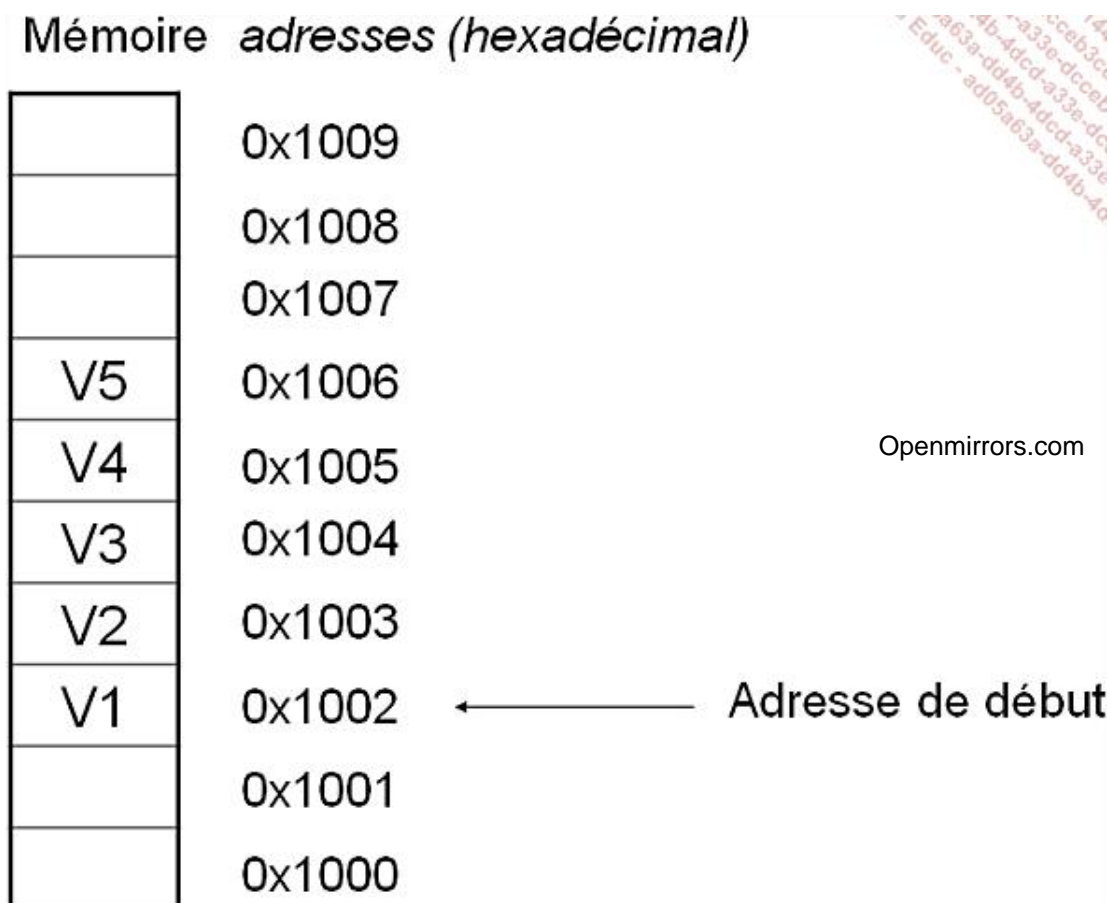 Mémoire adresses (hexadécimal)
0x1009
0x1008
0x1007
V5 0x1006
V4 0x1005
Openmirrors.com
V3 0x1004
V2 0x1003
V1 0x1002 Adresse de début
0x1001
0x1000